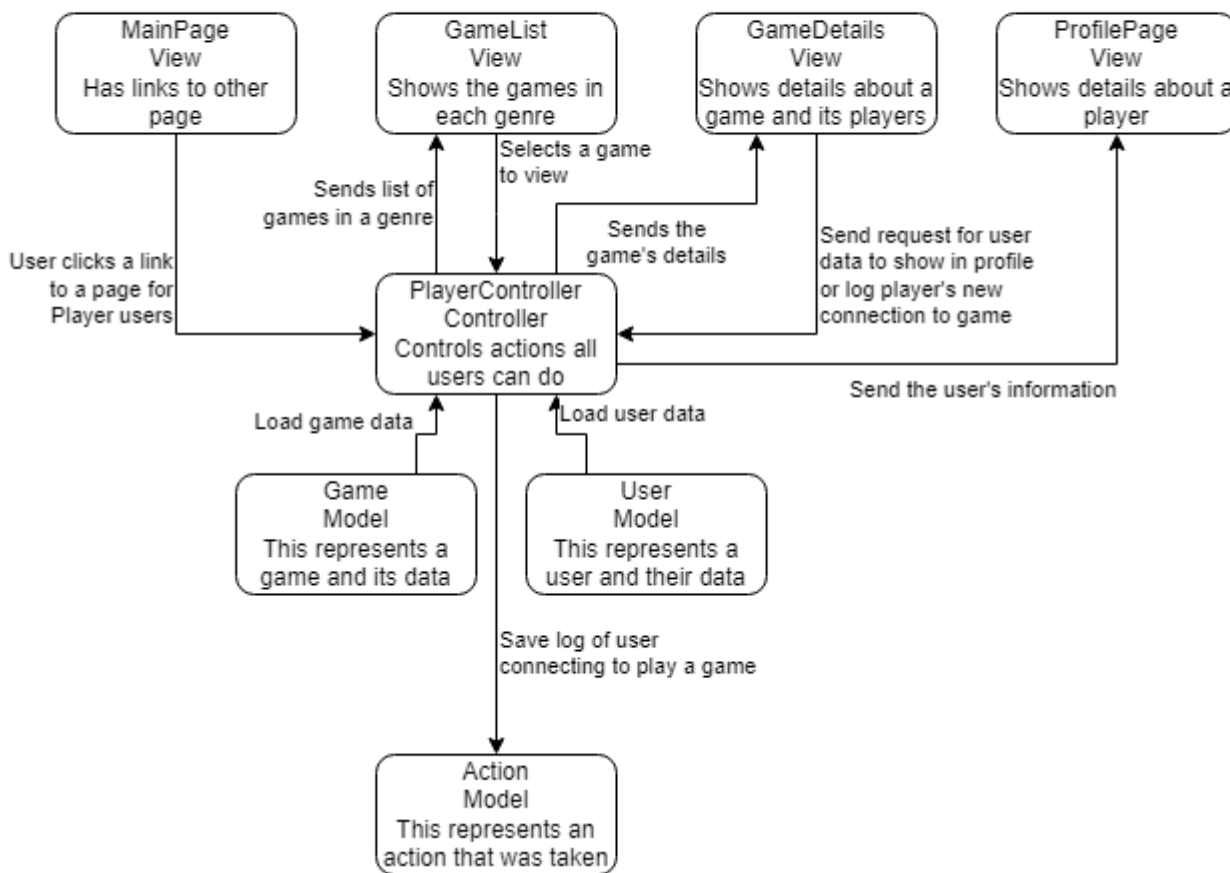 MainPage
View
Has links to other
page
GameList
View
Shows the games in
each genre
GameDetails
View
Shows details about a
game and its players
ProfilePage
View
Shows details about a
player
Selects a game
to view
Sends list of
games in a genre
Sends the
game's details
Send request for user
data to show in profile
or log player's new
connection to game
User clicks a link
to a page for
Player users
PlayerController
Controller
Controls actions all
users can do
Send the user's information
Load game data
Load user data
Game
Model
This represents a
game and its data
User
Model
This represents a
user and their data
Save log of user
connecting to play a game
Action
Model
This represents an
action that was taken